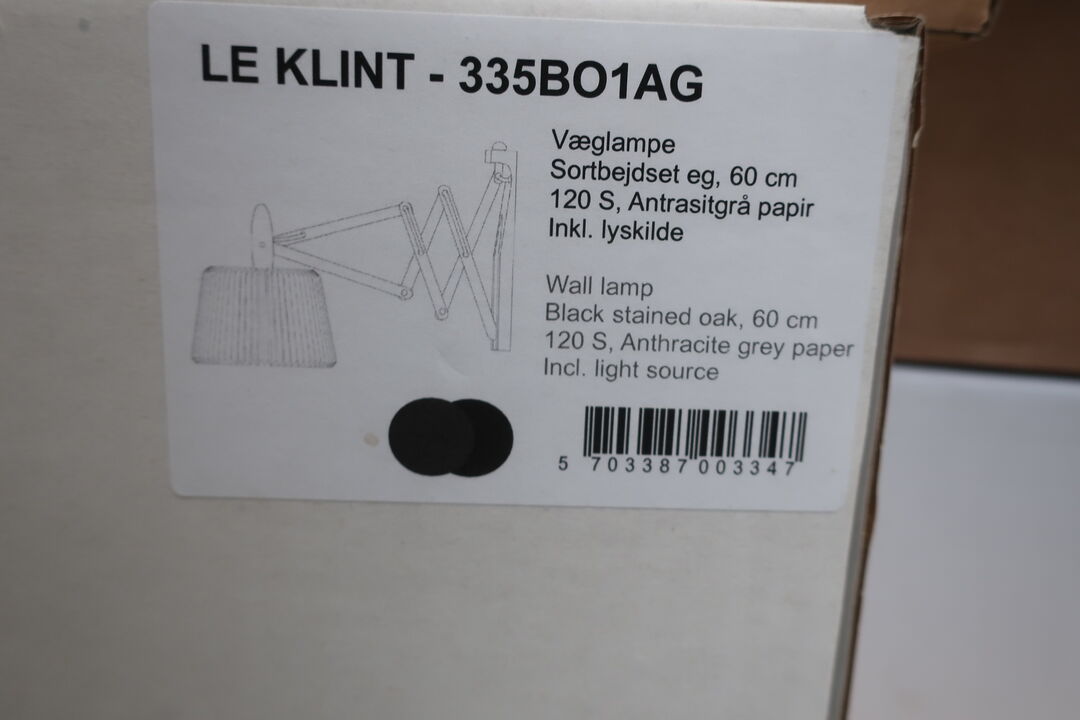 LE KLINT - 335BO1AG
Væglampe
Sortbejdset eg, 60 cm
120 S, Antrasitgrå papir
Inkl. lyskilde
Wall lamp
Black stained oak, 60 cm
120 S, Anthracite grey paper
Incl. light source
5 703387 003347